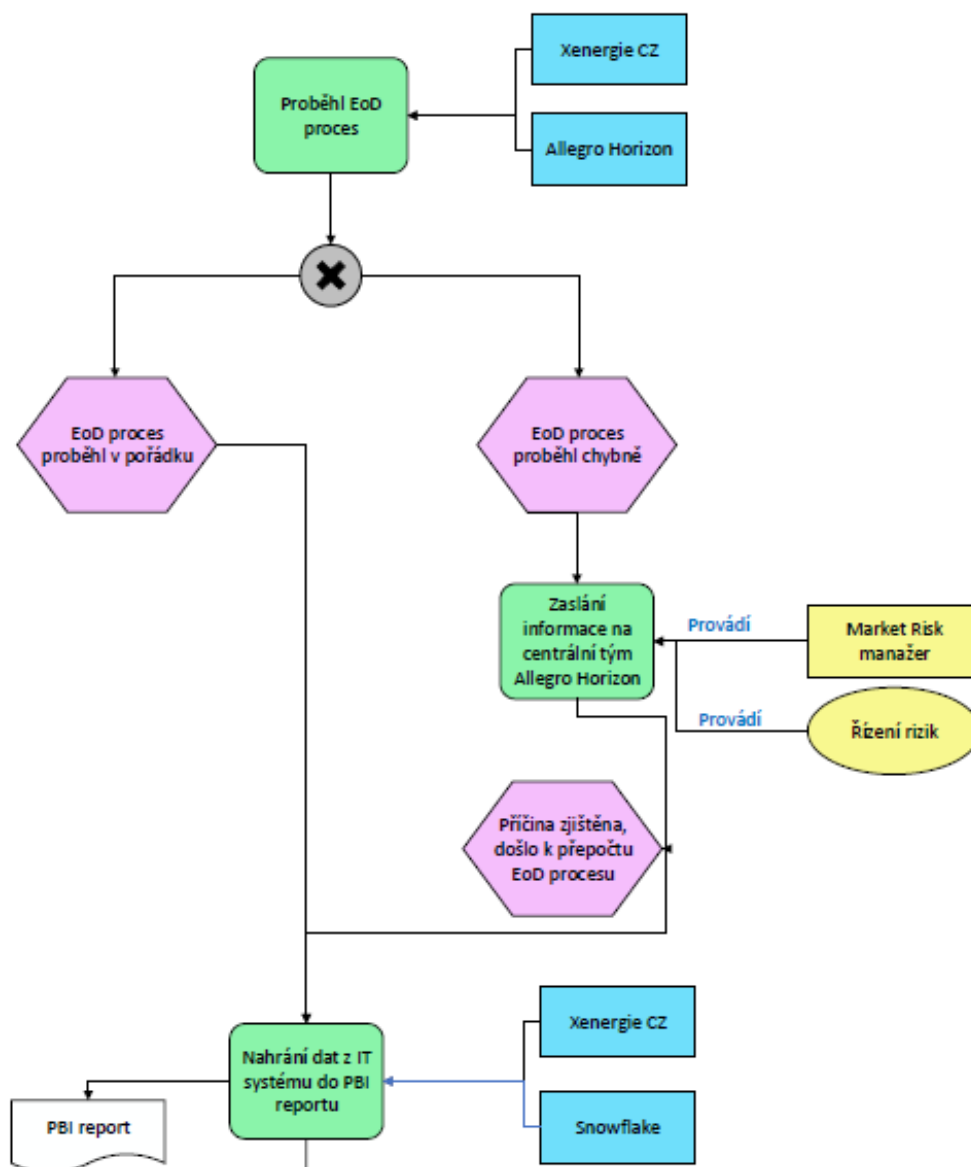 Xenergie CZ
Proběhl EoD
proces
Allegro Horizon
EoD proces
proběhl v pořádku
EoD proces
proběhl chybně
Zaslání
informace na
centrální tým
Allegro Horizon
Provádí
Market Risk
manažer
Provádí
Řízení rizik
Příčina zjištěna,
došlo k přepočtu
EoD procesu
Xenergie CZ
Nahrání dat z IT
systému do PBI
reportu
PBI report
Snowflake